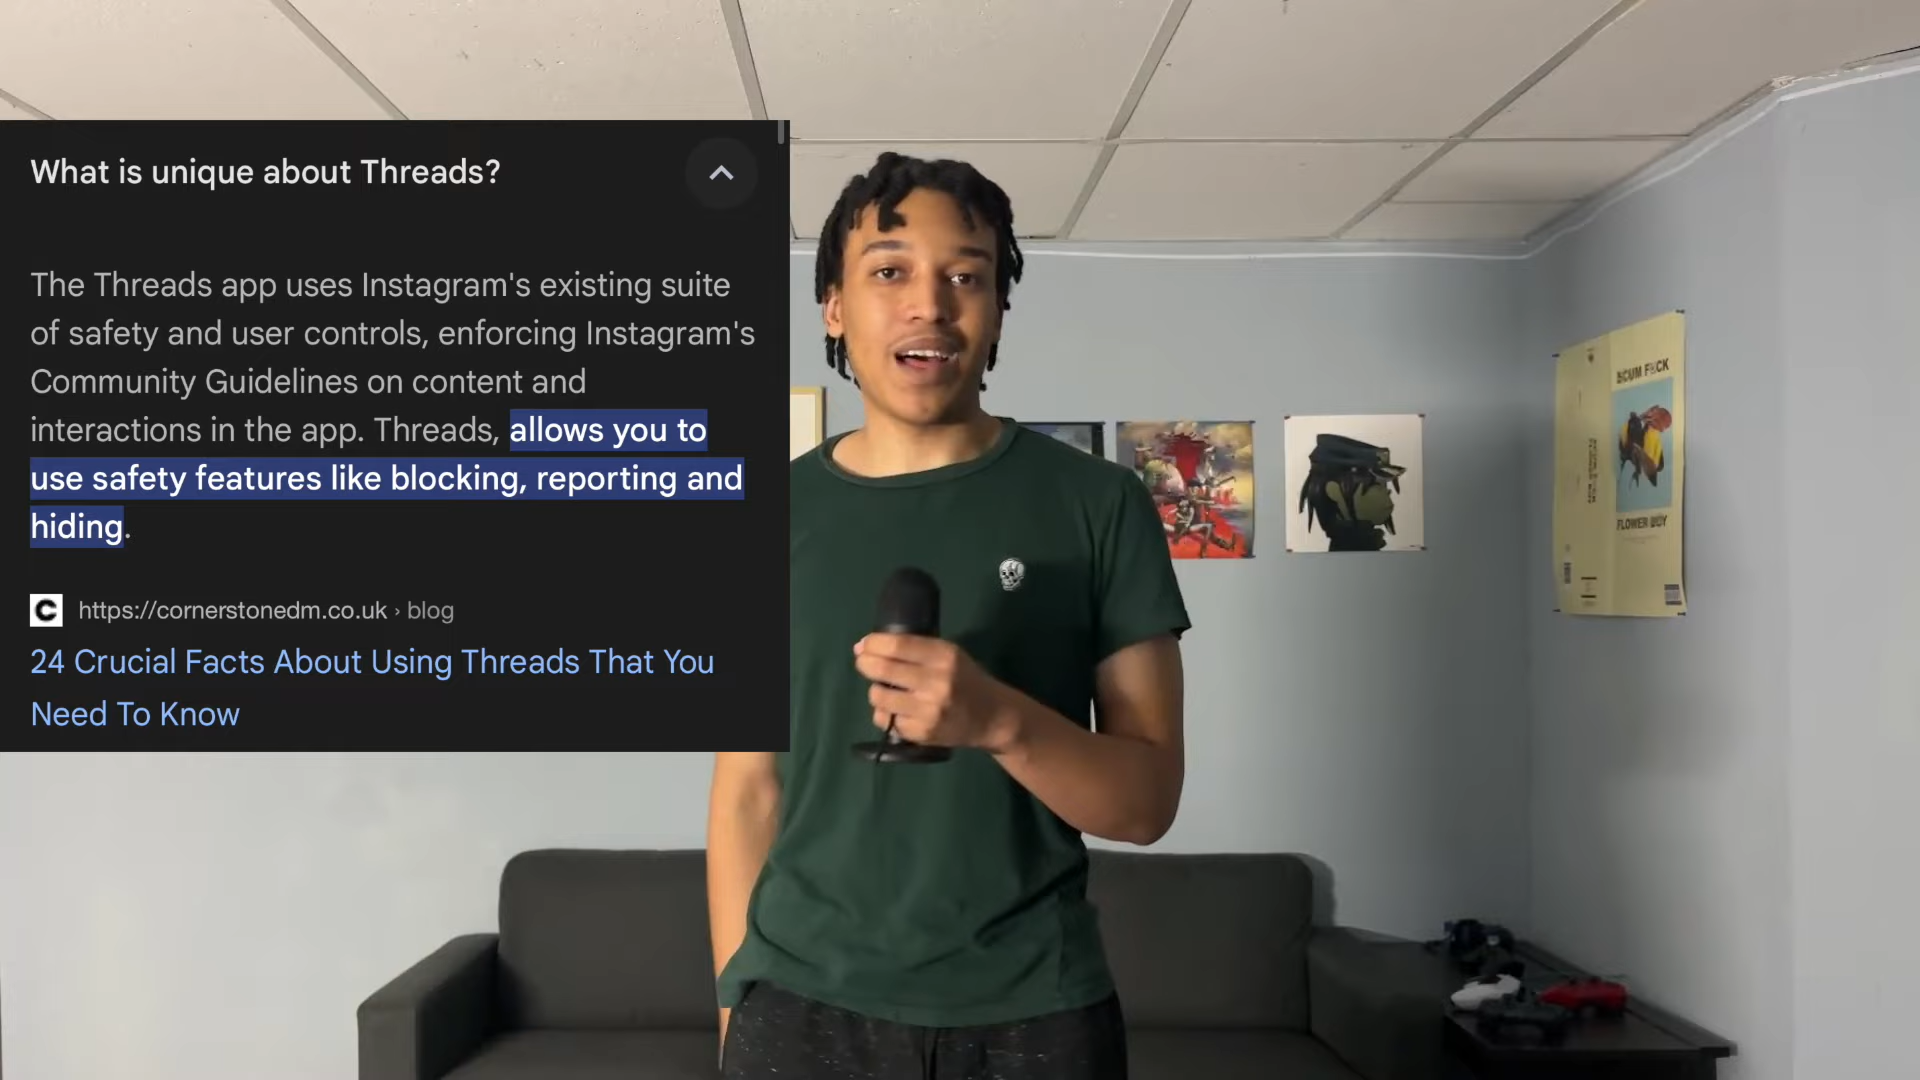 What is unique about Threads?
The Threads app uses Instagram's existing suite
of safety and user controls, enforcing Instagram's
Community Guidelines on content and
interactions in the app. Threads, allows you to
use safety features like blocking, reporting and
hiding.
C
https://cornerstonedm.co.uk › blog
24 Crucial Facts About Using Threads That You
Need To Know
SCUM F*CK
FLOWER BOY